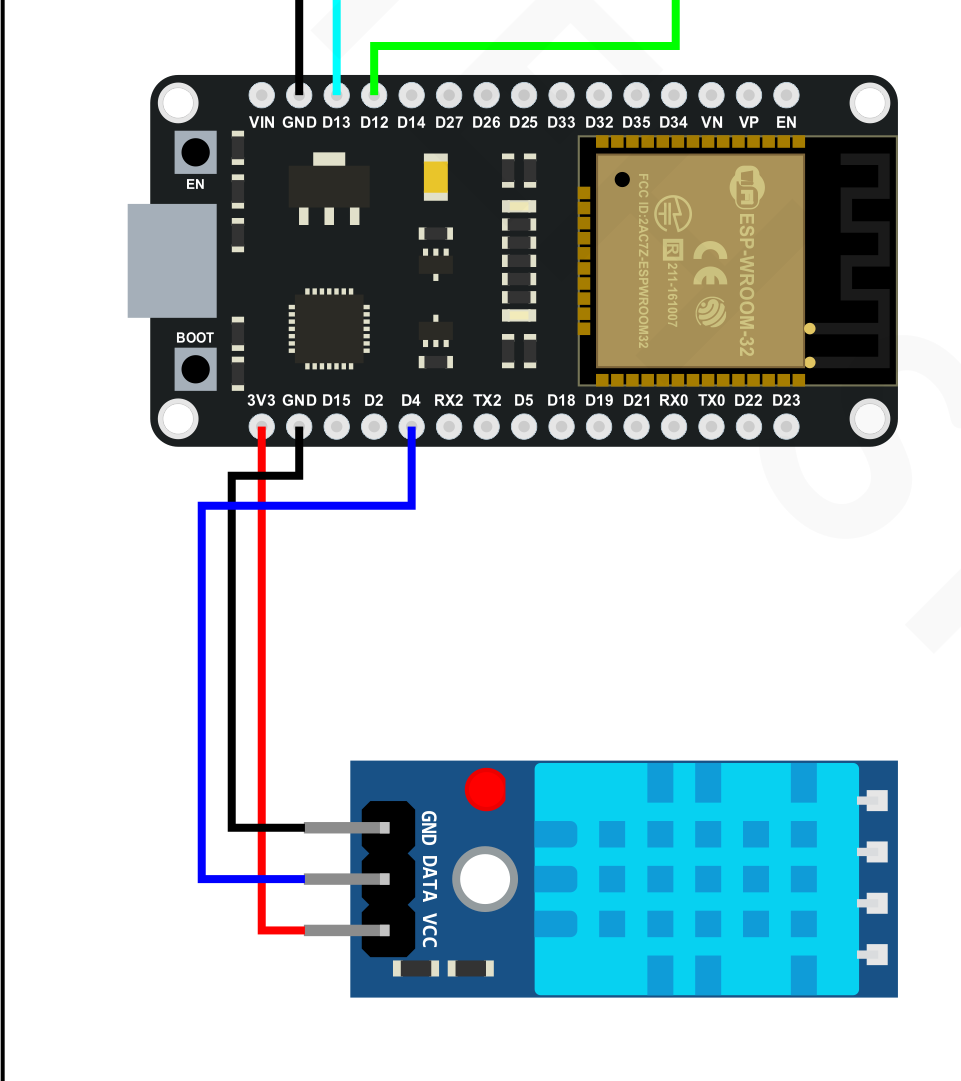 VIN GND D13 D12 D14 D27 D26 D25 D33 D32 D35 D34 VN VP EN
EN
BOOT
FCC ID:2AC7Z-ESPWROOM32
R 211-161007
ESP-WROOM-32
3V3 GND D15 D2 D4 RX2 TX2 D5 D18 D19 D21 RX0 TX0 D22 D23
GND DATA VCC